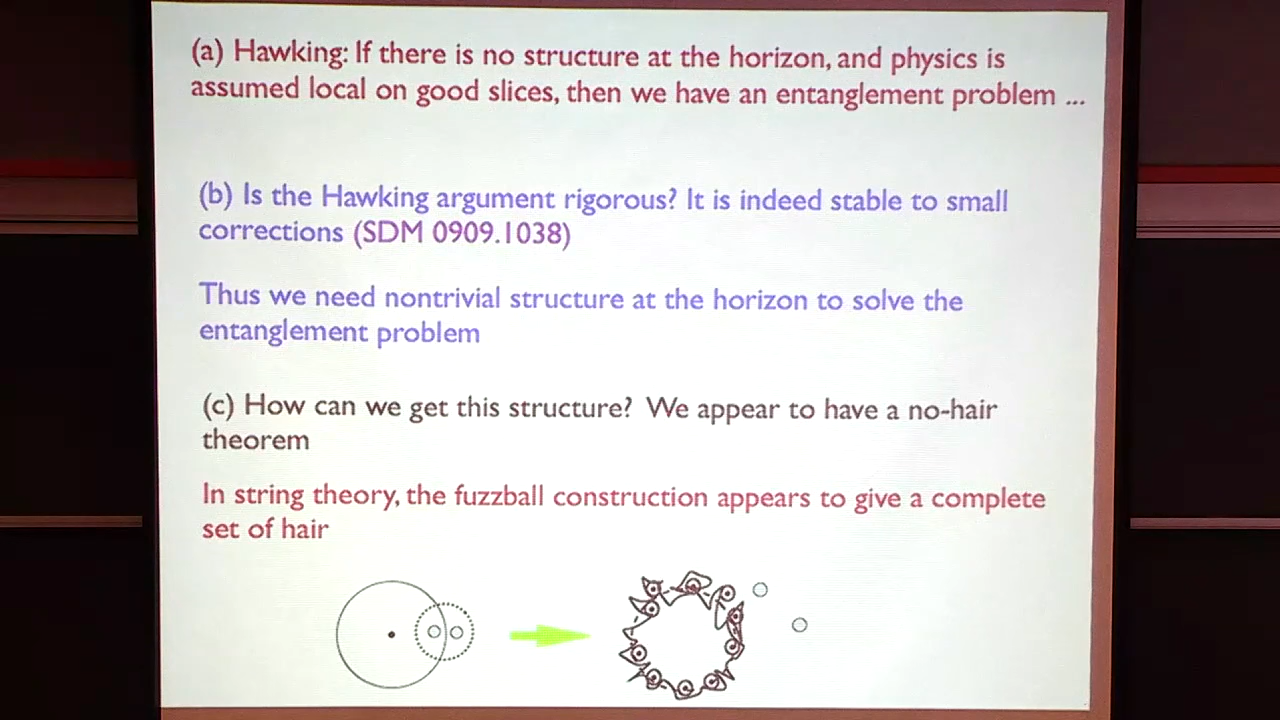 (a) Hawking: If there is no structure at the horizon, and physics is
assumed local on good slices, then we have an entanglement problem ...
(b) Is the Hawking argument rigorous? It is indeed stable to small
corrections (SDM 0909.1038)
Thus we need nontrivial structure at the horizon to solve the
entanglement problem
(c) How can we get this structure? We appear to have a no-hair
theorem
In string theory, the fuzzball construction appears to give a complete
set of hair